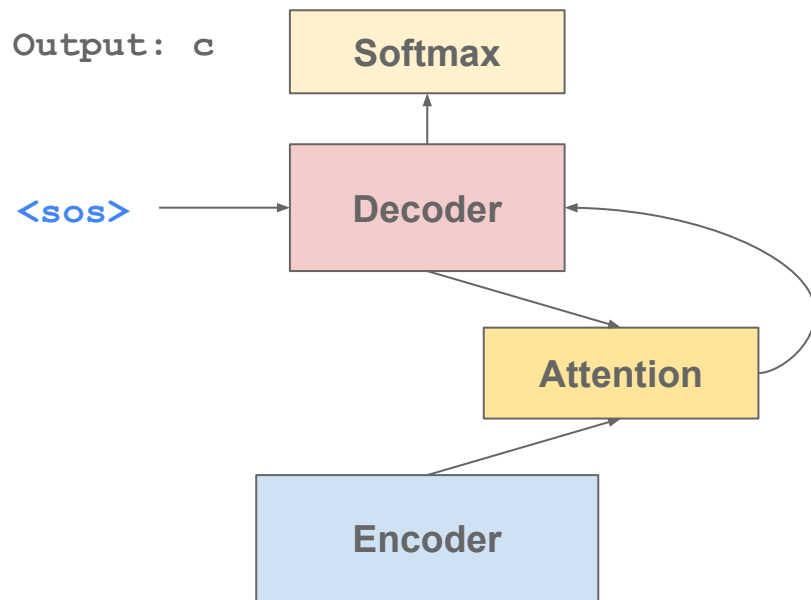 Output: c
Softmax
<sos>
Decoder
Attention
Encoder